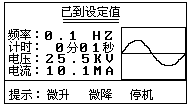 已到设定值
频率:0.1 HZ
计时:0分01秒
电压:25.5KV
电流:10.1MA
提示:微升 微降 停机